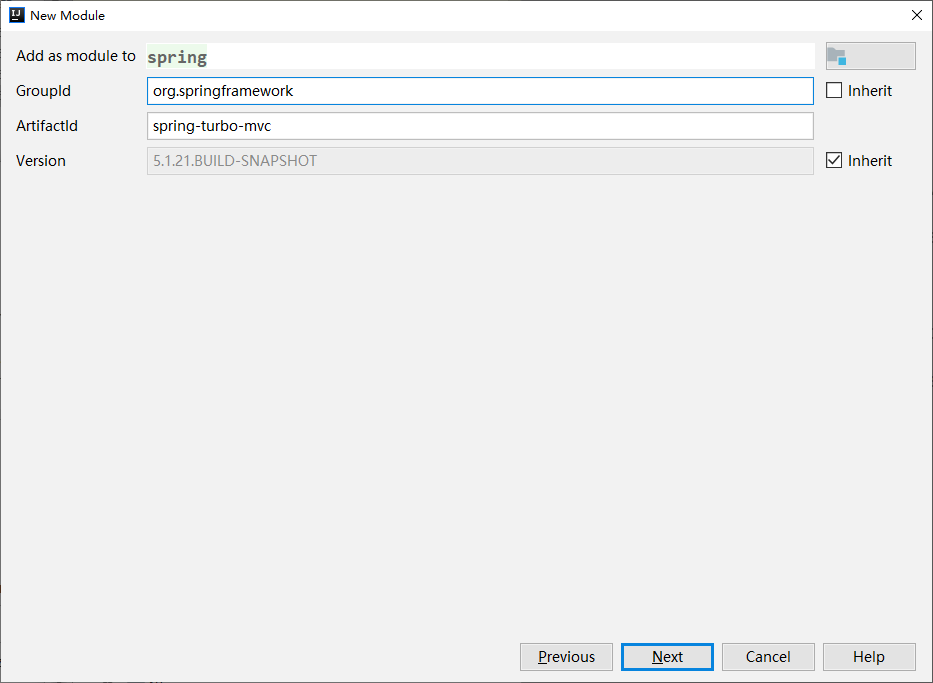 New Module
Add as module to spring
GroupId org.springframework Inherit
ArtifactId spring-turbo-mvc
Version 5.1.21.BUILD-SNAPSHOT Inherit
Previous Next Cancel Help